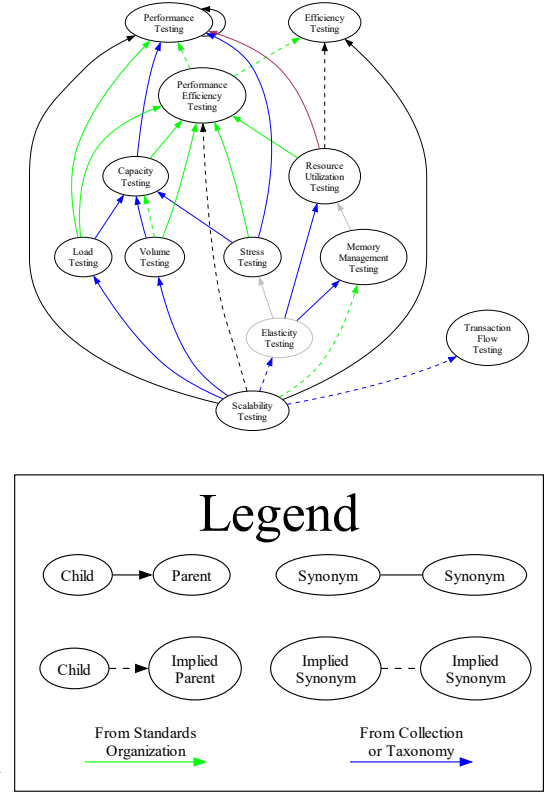 Performance
Testing
Efficiency
Testing
Performance
Efficiency
Testing
Capacity
Testing
Resource
Utilization
Testing
Load
Testing
Volume
Testing
Stress
Testing
Memory
Management
Testing
Elasticity
Testing
Transaction
Flow
Testing
Scalability
Testing
Legend
Child
Parent
Synonym
Synonym
Child
Implied
Parent
Implied
Synonym
Implied
Synonym
From Standards
Organization
From Collection
or Taxonomy